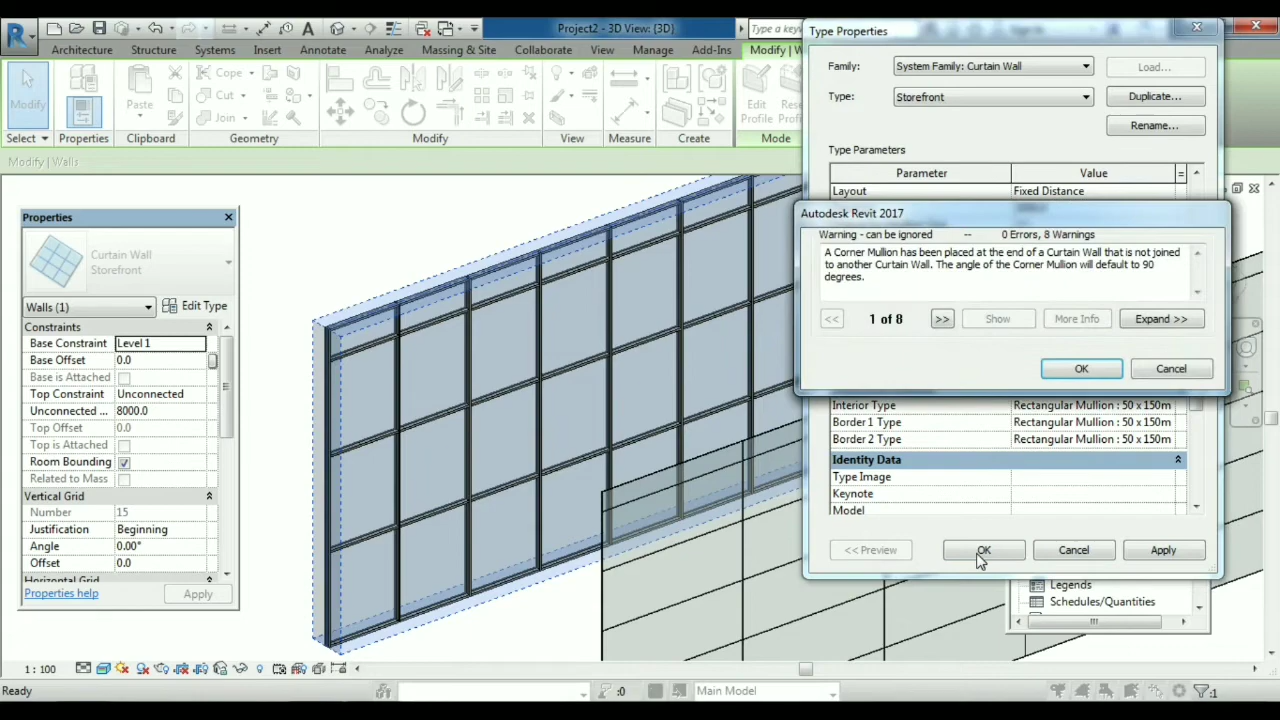 Project2 - 3D View: {3D}
Type a key
Architecture
Structure
Systems
Insert
Annotate
Analyze
Massing & Site
Collaborate
View
Manage
Add-Ins
Modify | W
Modify
Paste
Cope
Cut
Join
Edit
Profile
Select
Properties
Clipboard
Geometry
Modify
View
Measure
Create
Mode
Modify | Walls
Properties
Curtain Wall
Storefront
Walls (1)
Edit Type
Constraints
Base Constraint Level 1
Base Offset 0.0
Base is Attached
Top Constraint Unconnected
Unconnected ... 8000.0
Top Offset 0.0
Top is Attached
Room Bounding
Related to Mass
Vertical Grid
Number 15
Justification Beginning
Angle 0.00°
Offset 0.0
Horizontal Grid
Properties help
Apply
Type Properties
Family: System Family: Curtain Wall
Load...
Type: Storefront
Duplicate...
Rename...
Type Parameters
Parameter Value =
Layout Fixed Distance
Autodesk Revit 2017
Warning - can be ignored -- 0 Errors, 8 Warnings
A Corner Mullion has been placed at the end of a Curtain Wall that is not joined
to another Curtain Wall. The angle of the Corner Mullion will default to 90
degrees.
<< 1 of 8 >> Show More Info Expand >>
OK Cancel
Interior Type Rectangular Mullion : 50 x 150m
Border 1 Type Rectangular Mullion : 50 x 150m
Border 2 Type Rectangular Mullion : 50 x 150m
Identity Data
Type Image
Keynote
Model
<< Preview OK Cancel Apply
Legends
Schedules/Quantities
1 : 100
Ready
:0
Main Model
:1